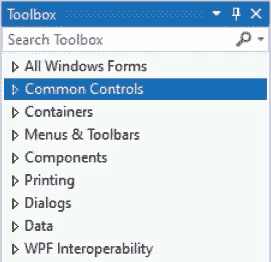 Toolbox
Search Toolbox
All Windows Forms
Common Controls
Containers
Menus & Toolbars
Components
Printing
Dialogs
Data
WPF Interoperability